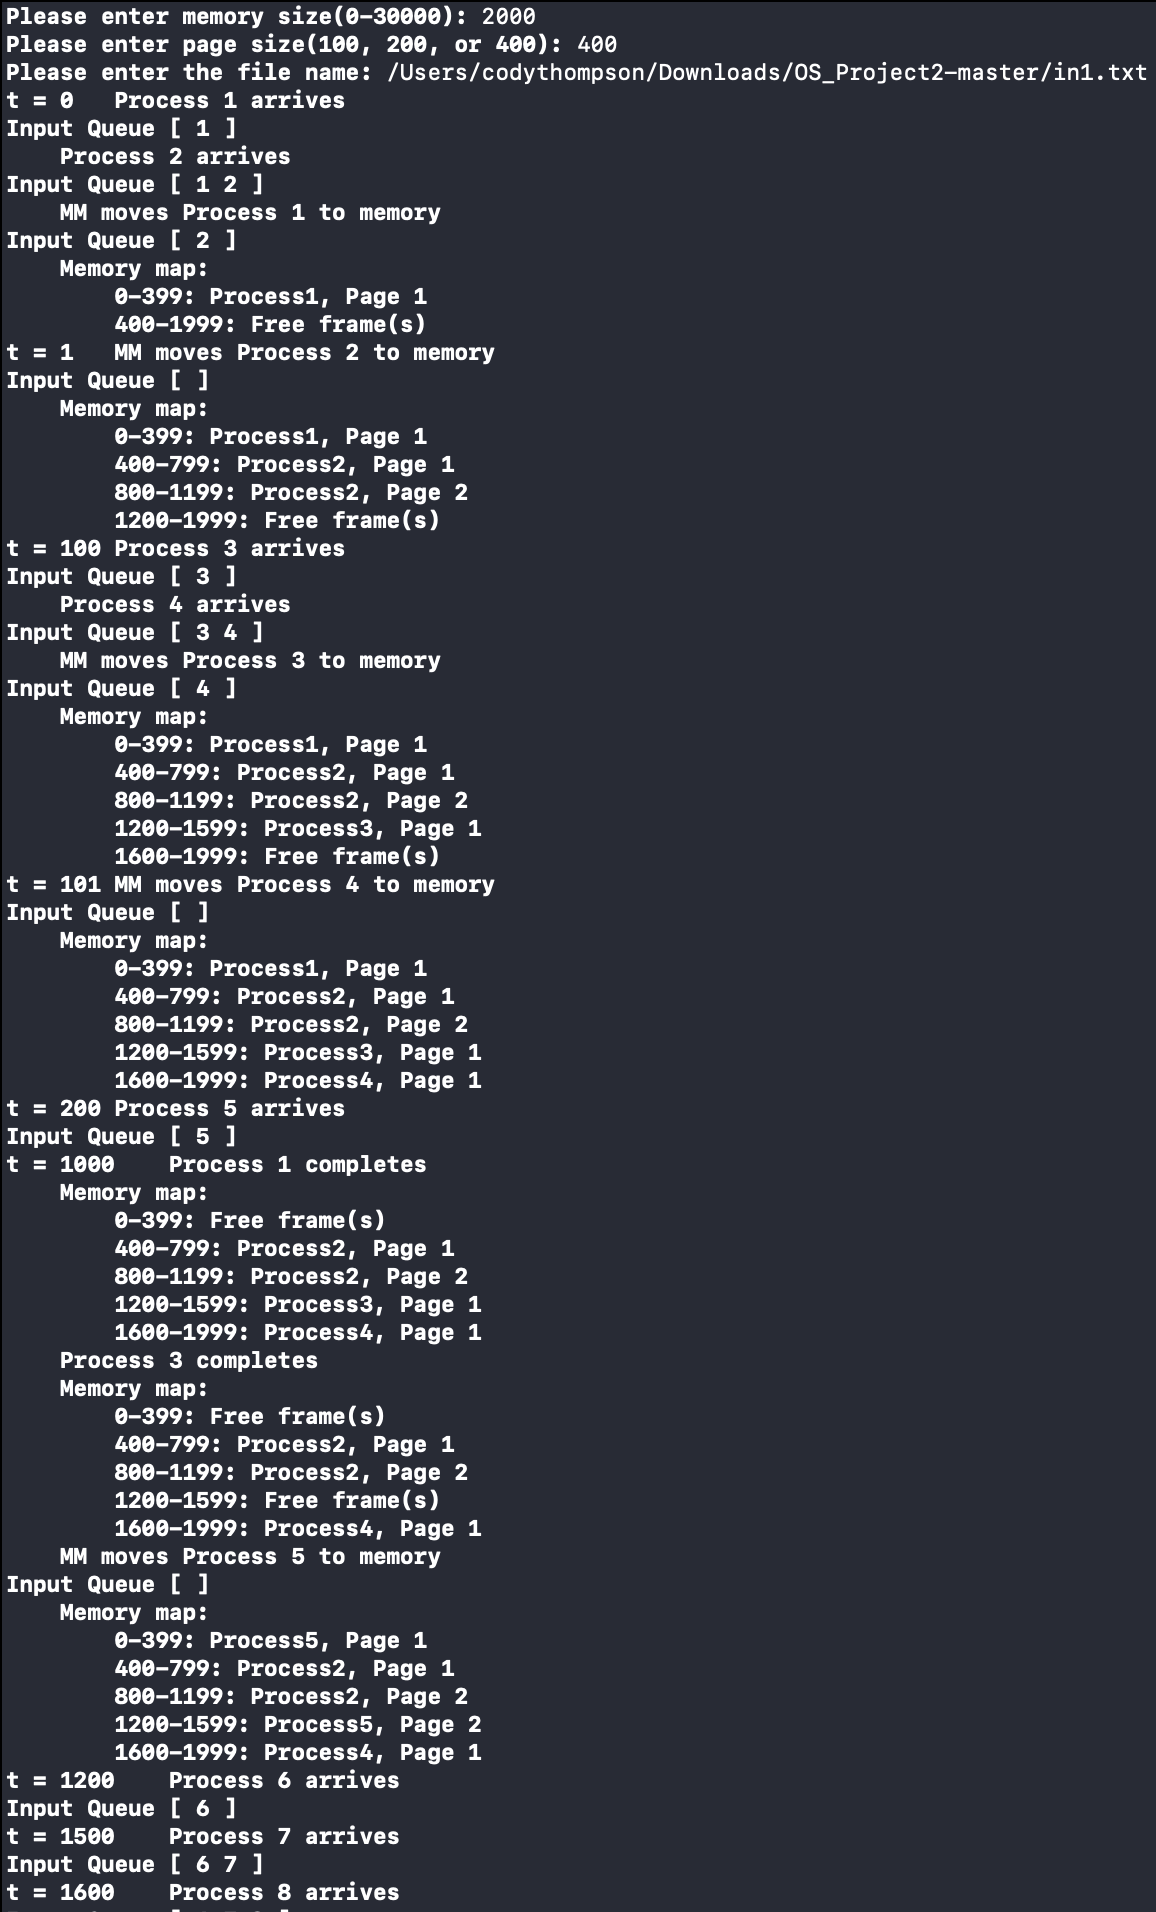 Please enter memory size(0-30000): 2000
Please enter page size(100, 200, or 400): 400
Please enter the file name: /Users/codythompson/Downloads/OS_Project2-master/in1.txt
t = 0   Process 1 arrives
Input Queue [ 1 ]
    Process 2 arrives
Input Queue [ 1 2 ]
    MM moves Process 1 to memory
Input Queue [ 2 ]
    Memory map:
        0-399: Process1, Page 1
        400-1999: Free frame(s)
t = 1   MM moves Process 2 to memory
Input Queue [ ]
    Memory map:
        0-399: Process1, Page 1
        400-799: Process2, Page 1
        800-1199: Process2, Page 2
        1200-1999: Free frame(s)
t = 100 Process 3 arrives
Input Queue [ 3 ]
    Process 4 arrives
Input Queue [ 3 4 ]
    MM moves Process 3 to memory
Input Queue [ 4 ]
    Memory map:
        0-399: Process1, Page 1
        400-799: Process2, Page 1
        800-1199: Process2, Page 2
        1200-1599: Process3, Page 1
        1600-1999: Free frame(s)
t = 101 MM moves Process 4 to memory
Input Queue [ ]
    Memory map:
        0-399: Process1, Page 1
        400-799: Process2, Page 1
        800-1199: Process2, Page 2
        1200-1599: Process3, Page 1
        1600-1999: Process4, Page 1
t = 200 Process 5 arrives
Input Queue [ 5 ]
t = 1000    Process 1 completes
    Memory map:
        0-399: Free frame(s)
        400-799: Process2, Page 1
        800-1199: Process2, Page 2
        1200-1599: Process3, Page 1
        1600-1999: Process4, Page 1
    Process 3 completes
    Memory map:
        0-399: Free frame(s)
        400-799: Process2, Page 1
        800-1199: Process2, Page 2
        1200-1599: Free frame(s)
        1600-1999: Process4, Page 1
    MM moves Process 5 to memory
Input Queue [ ]
    Memory map:
        0-399: Process5, Page 1
        400-799: Process2, Page 1
        800-1199: Process2, Page 2
        1200-1599: Process5, Page 2
        1600-1999: Process4, Page 1
t = 1200    Process 6 arrives
Input Queue [ 6 ]
t = 1500    Process 7 arrives
Input Queue [ 6 7 ]
t = 1600    Process 8 arrives